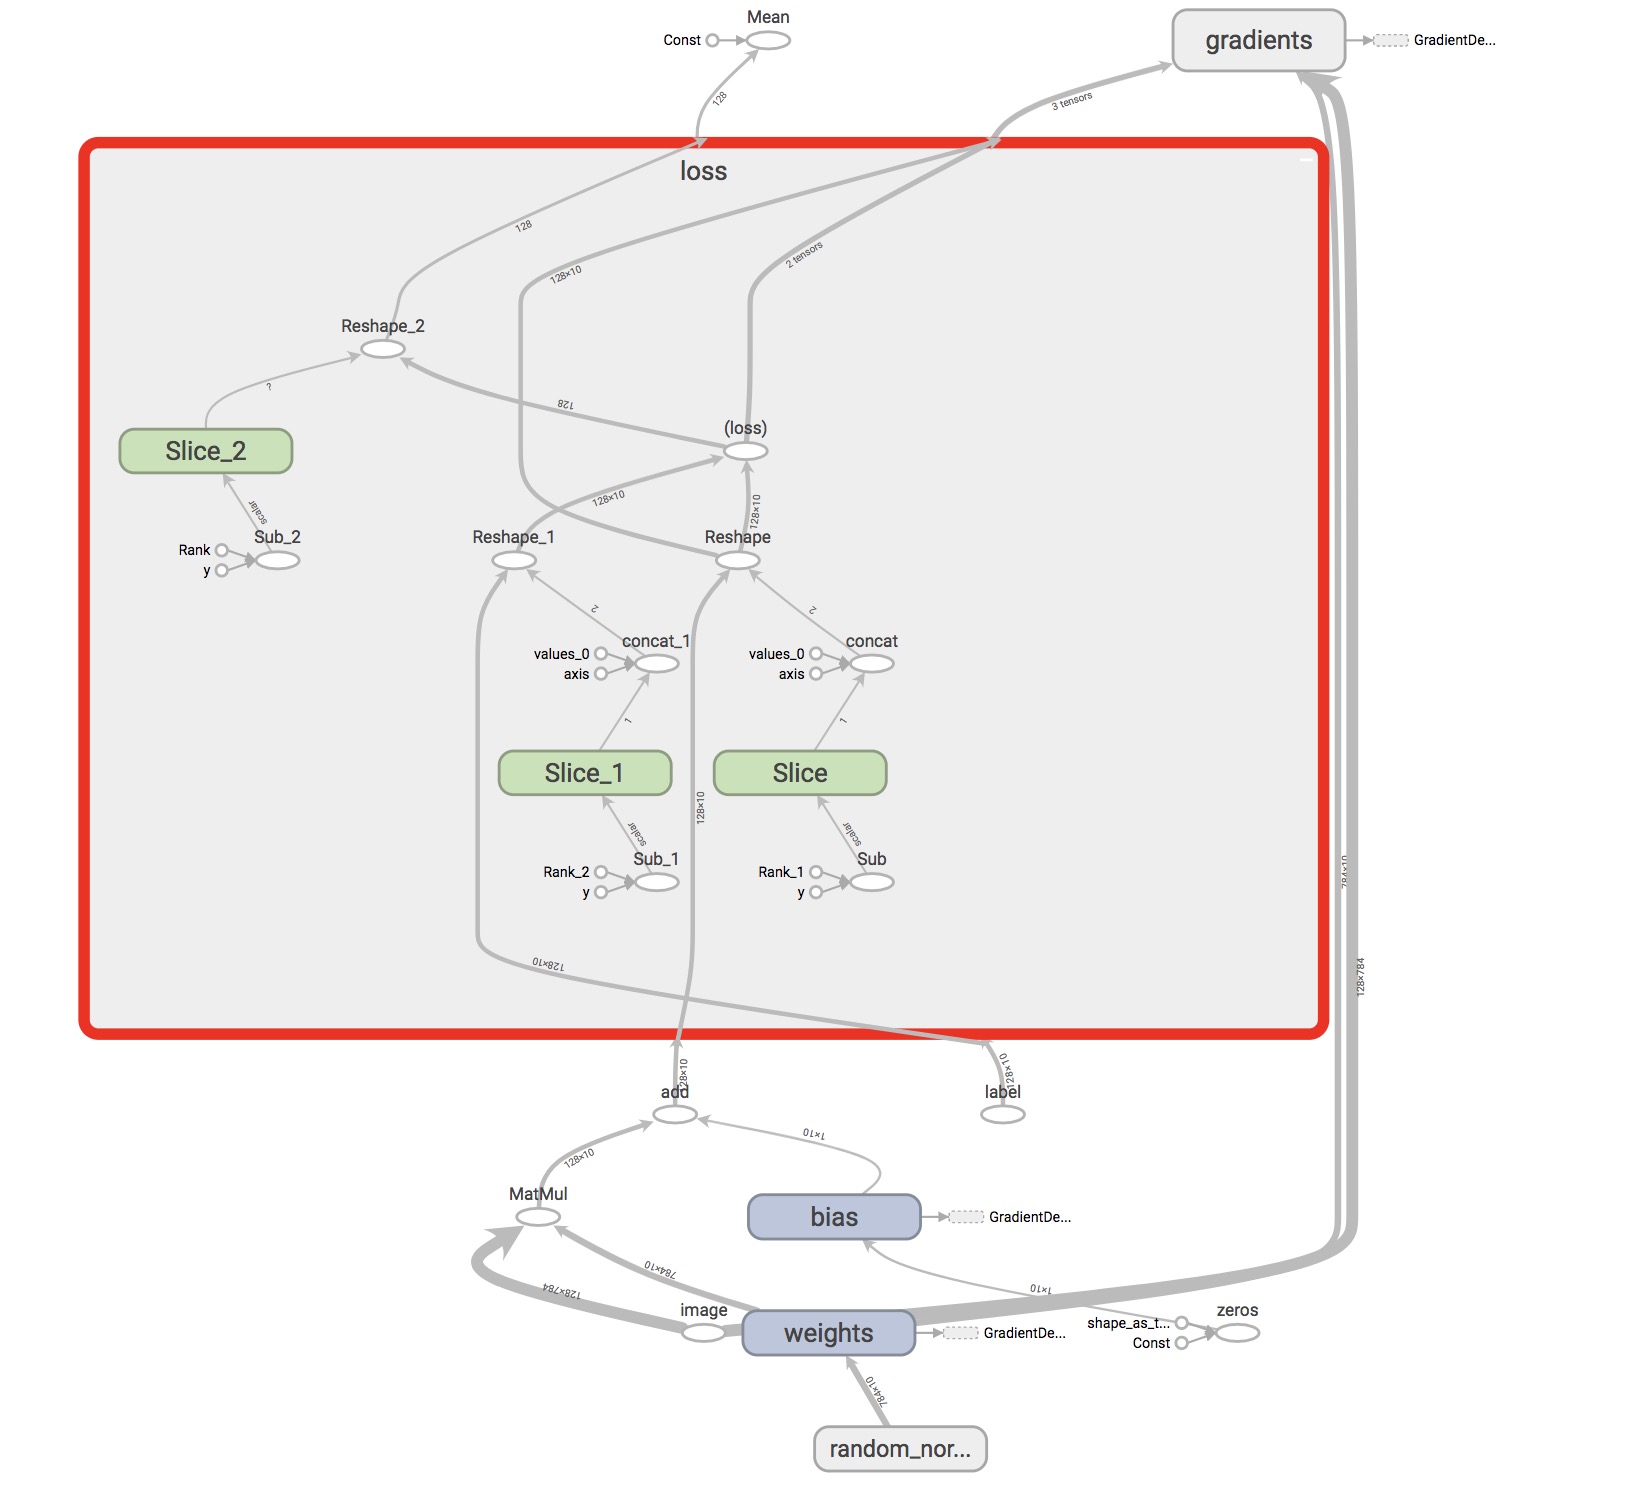 Mean
Const
gradients
GradientDe...
128
3 tensors
loss
128
128×10
2 tensors
Reshape_2
?
128
(loss)
Slice_2
128×10
128×10
scalar
Sub_2
Rank
y
Reshape_1
Reshape
2
2
concat_1
values_0
axis
concat
values_0
axis
1
1
Slice_1
Slice
128×10
scalar
scalar
Sub_1
Rank_2
y
Sub
Rank_1
y
784×10
128×10
128×784
128×10
128×10
add
label
1×10
128×10
MatMul
bias
GradientDe...
784×10
128×784
1×10
image
weights
GradientDe...
shape_as_t...
Const
zeros
784×10
random_nor...